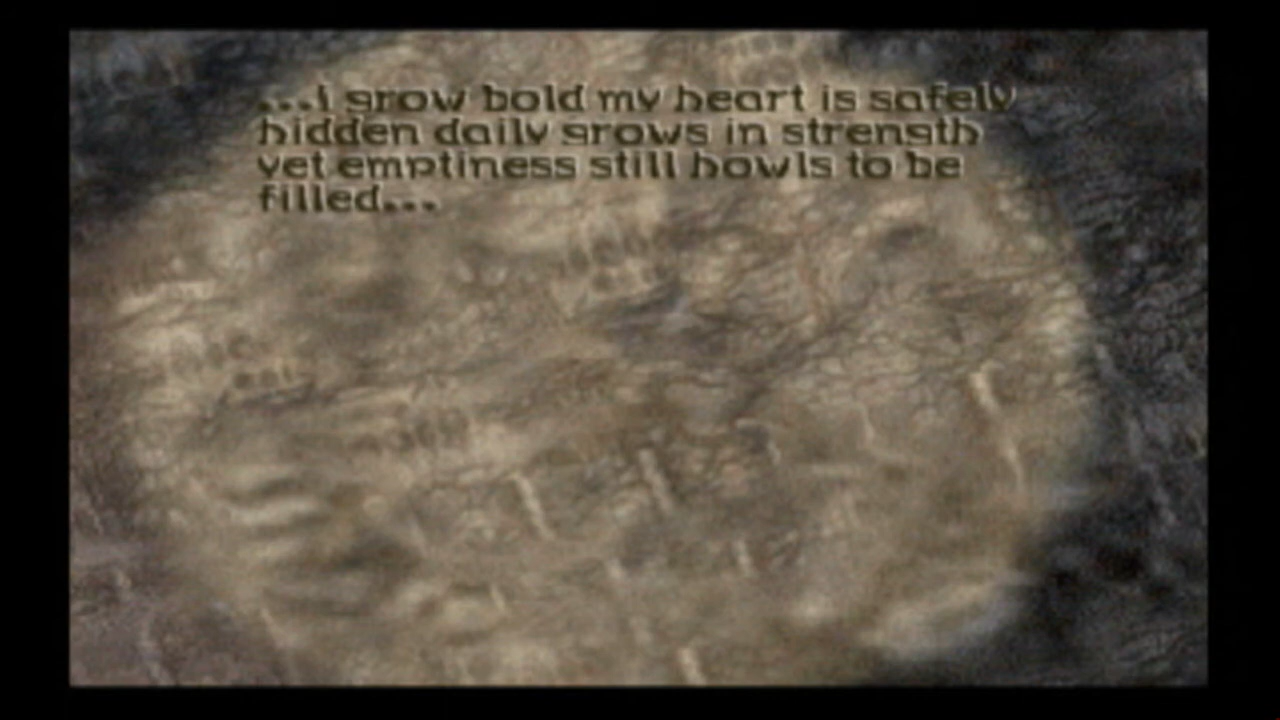 ...i grow bold my heart is safely
hidden daily grows in strength
yet emptiness still howls to be
filled...